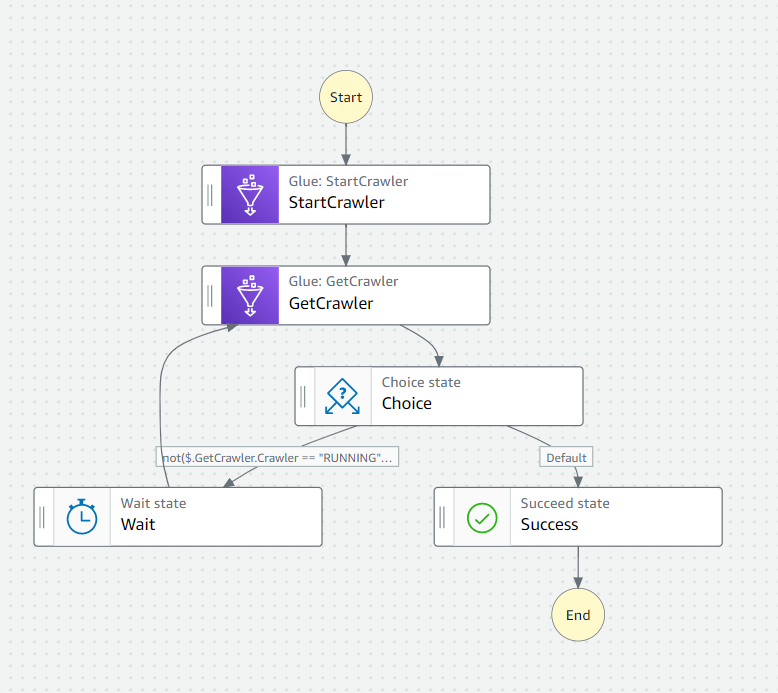 Start
Glue: StartCrawler
StartCrawler
Glue: GetCrawler
GetCrawler
Choice state
Choice
not($.GetCrawler.Crawler == "RUNNING"...
Default
Wait state
Wait
Succeed state
Success
End